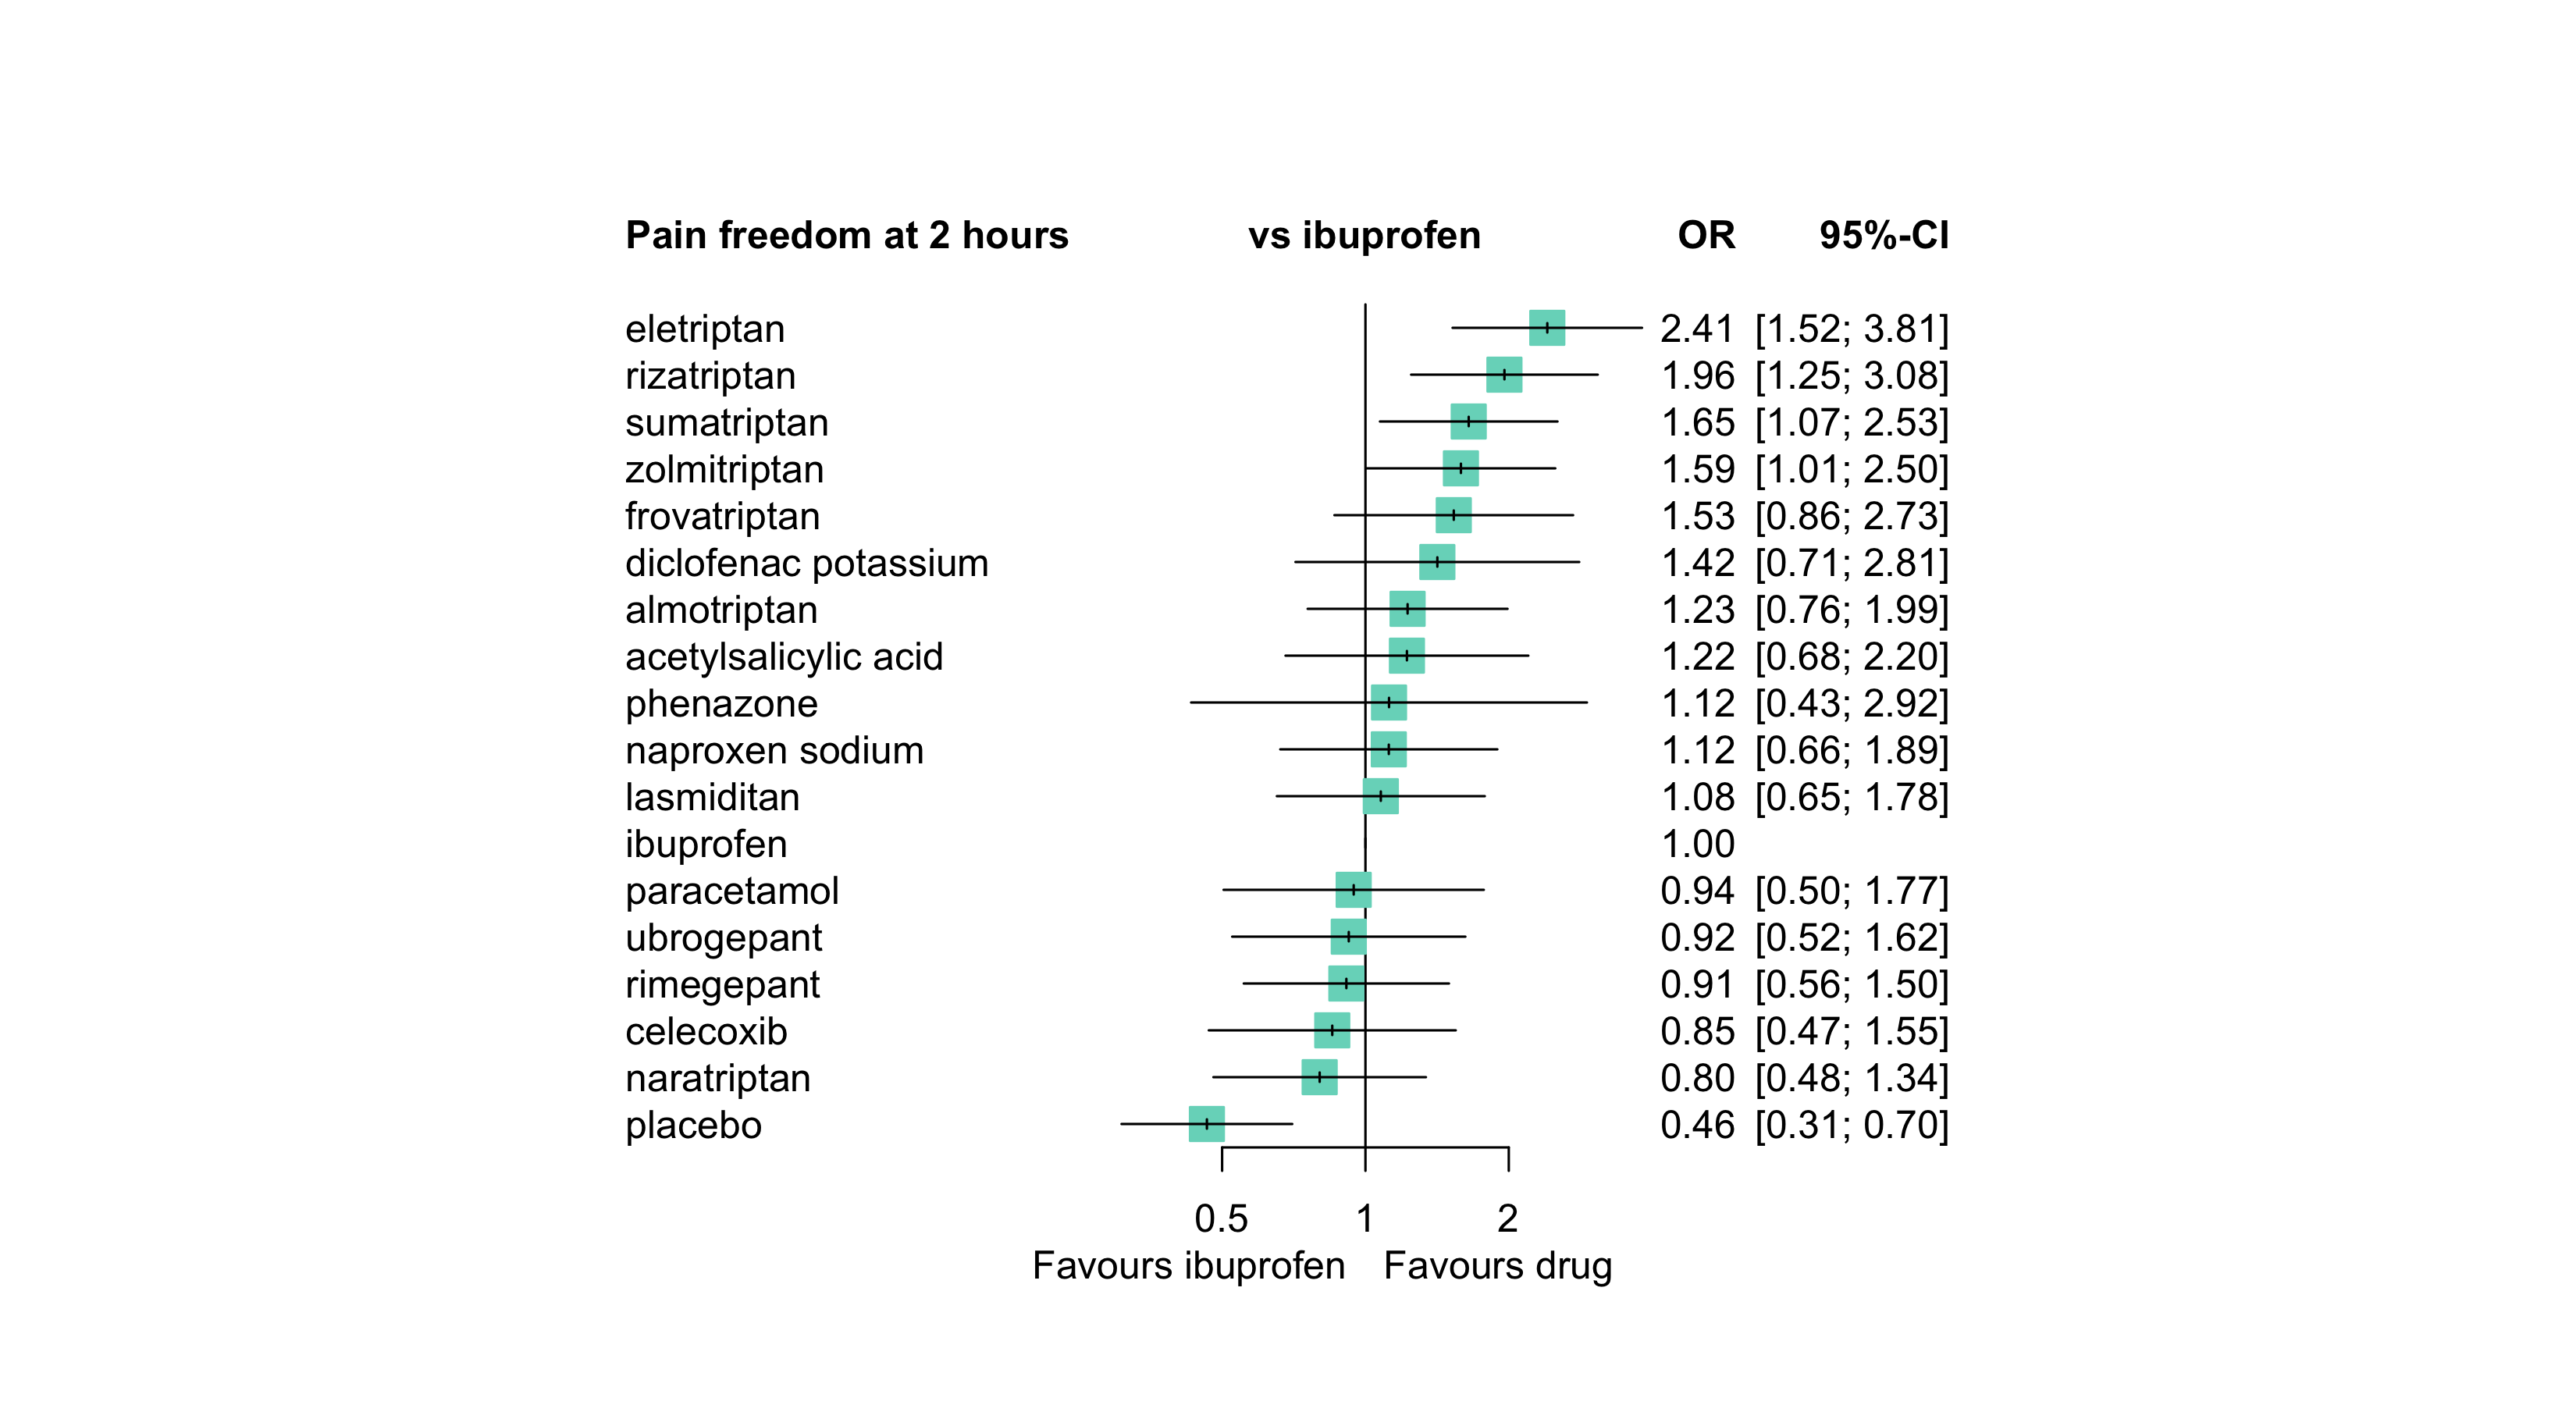 Pain freedom at 2 hours vs ibuprofen OR 95%-CI
eletriptan 2.41 [1.52; 3.81]
rizatriptan 1.96 [1.25; 3.08]
sumatriptan 1.65 [1.07; 2.53]
zolmitriptan 1.59 [1.01; 2.50]
frovatriptan 1.53 [0.86; 2.73]
diclofenac potassium 1.42 [0.71; 2.81]
almotriptan 1.23 [0.76; 1.99]
acetylsalicylic acid 1.22 [0.68; 2.20]
phenazone 1.12 [0.43; 2.92]
naproxen sodium 1.12 [0.66; 1.89]
lasmiditan 1.08 [0.65; 1.78]
ibuprofen 1.00
paracetamol 0.94 [0.50; 1.77]
ubrogepant 0.92 [0.52; 1.62]
rimegepant 0.91 [0.56; 1.50]
celecoxib 0.85 [0.47; 1.55]
naratriptan 0.80 [0.48; 1.34]
placebo 0.46 [0.31; 0.70]
0.5 1 2
Favours ibuprofen Favours drug